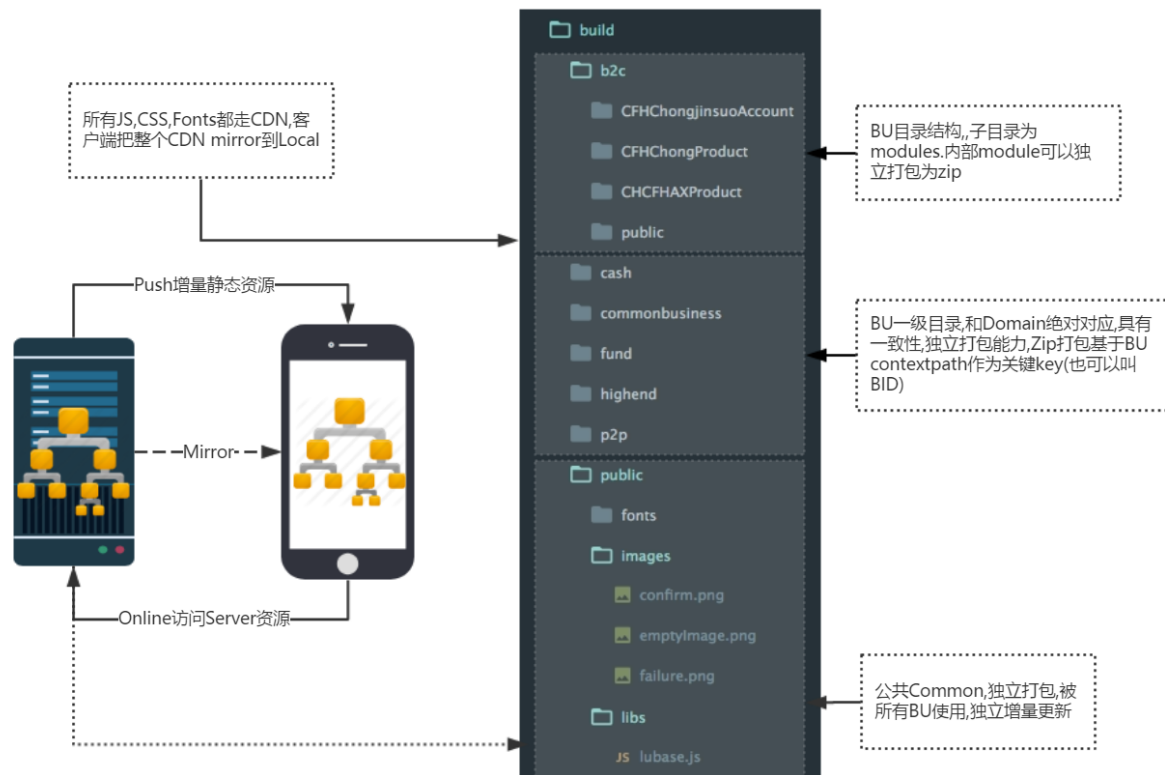 所有JS,CSS,Fonts都走CDN,客
户端把整个CDN mirror到Local
Push增量静态资源
Mirror
Online访问Server资源
build
b2c
CFHChongjinsuoAccount
CFHChongProduct
CHCFHAXProduct
public
cash
commonbusiness
fund
highend
p2p
public
fonts
images
confirm.png
emptyImage.png
failure.png
libs
JS lubase.js
BU目录结构,,子目录为
modules.内部module可以独
立打包为zip
BU一级目录,和Domain绝对对应,具有
一致性,独立打包能力,Zip打包基于BU
contextpath作为关键key(也可以叫
BID)
公共Common,独立打包,被
所有BU使用,独立增量更新